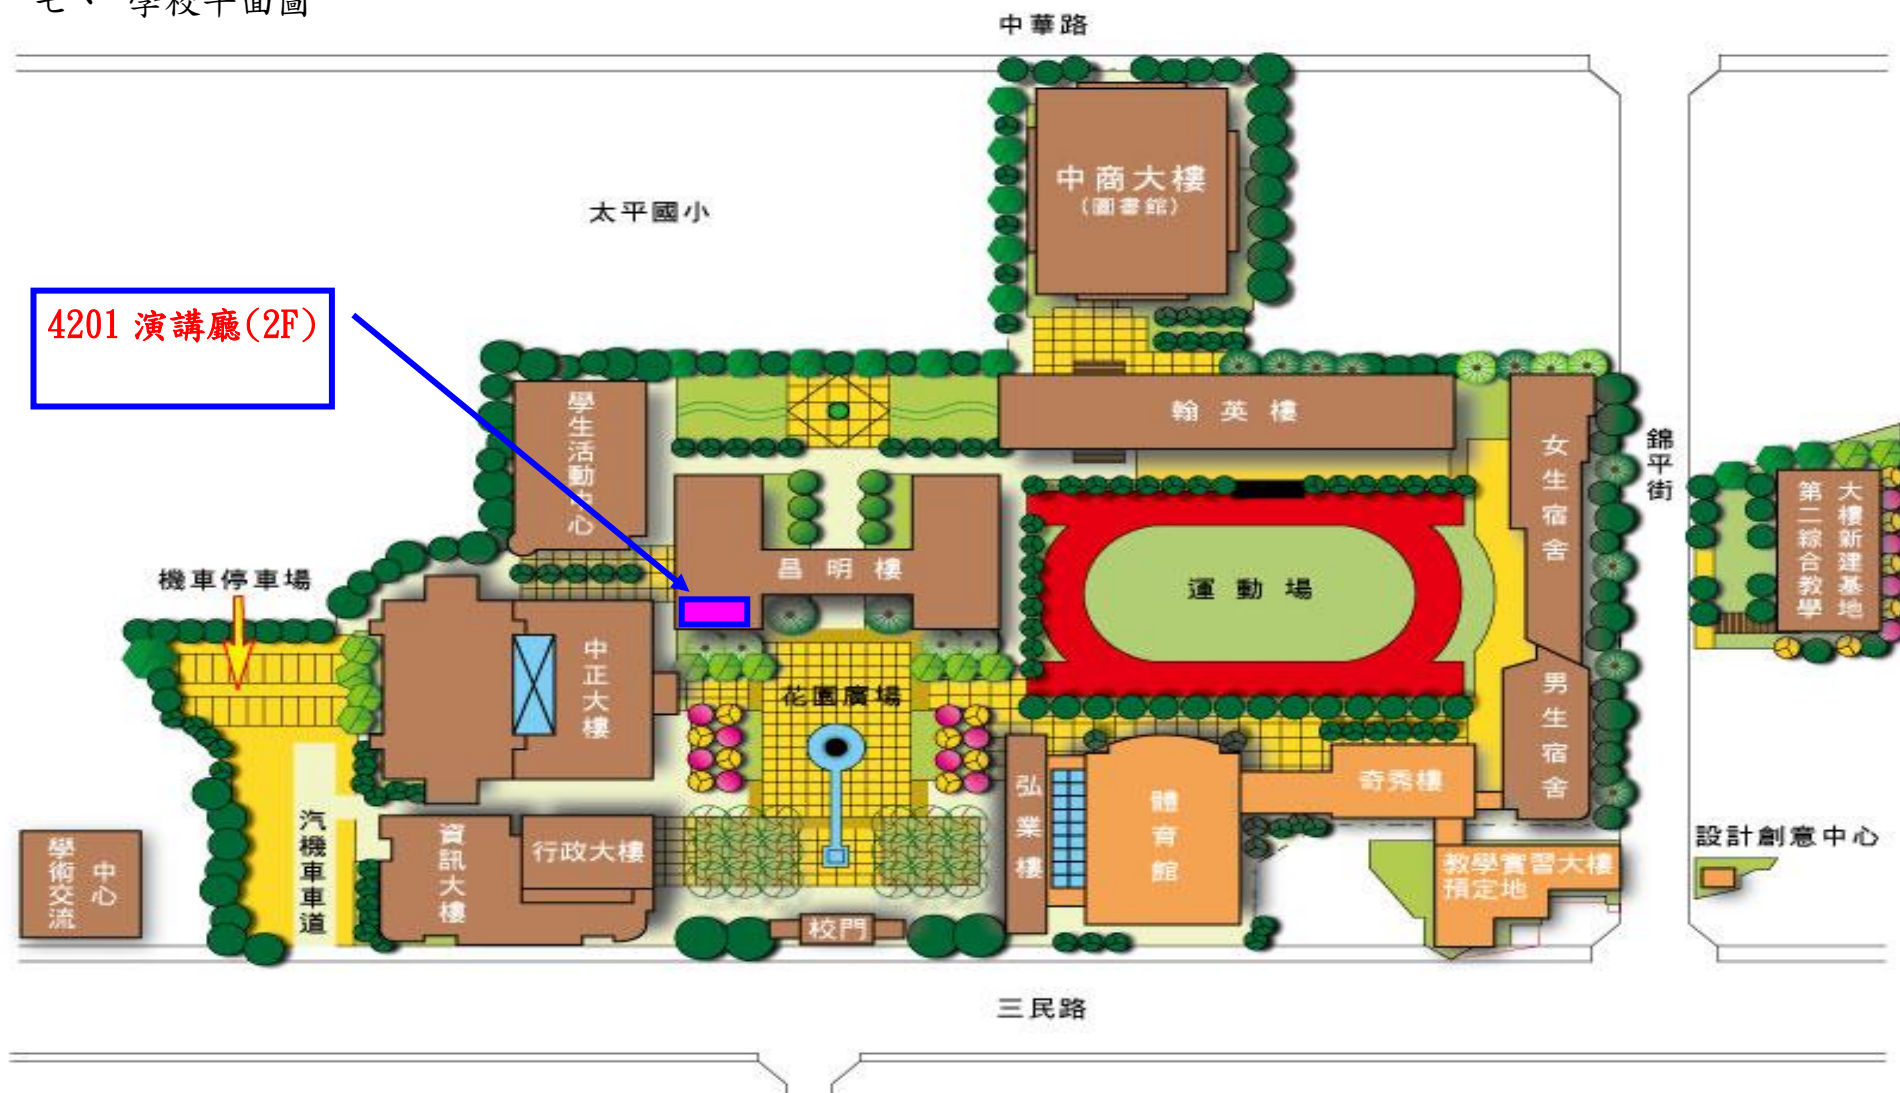 七、 學校平面圖
中華路
中商大樓
(圖書館)
太平國小
4201 演講廳(2F)
學生活動中心
翰英樓
女生宿舍
錦平街
大樓新建基地
第二綜合教學
昌明樓
運動場
機車停車場
中正大樓
花園廣場
男生宿舍
弘業樓
體育館
奇秀樓
汽機車車道
資訊大樓
行政大樓
校門
教學實習大樓
預定地
設計創意中心
學術交流
中心
三民路